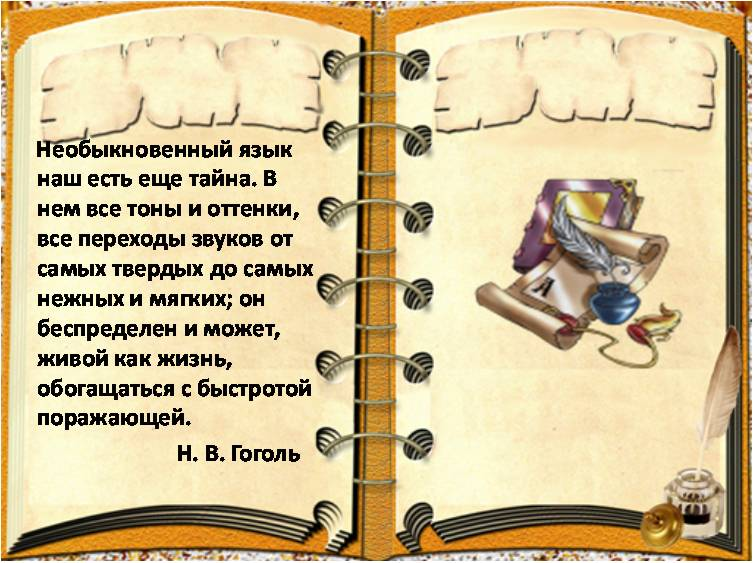 Необыкновенный язык
наш есть еще тайна. В
нем все тоны и оттенки,
все переходы звуков от
самых твердых до самых
нежных и мягких; он
беспределен и может,
живой как жизнь,
обогащаться с быстротой
поражающей.
Н. В. Гоголь
А